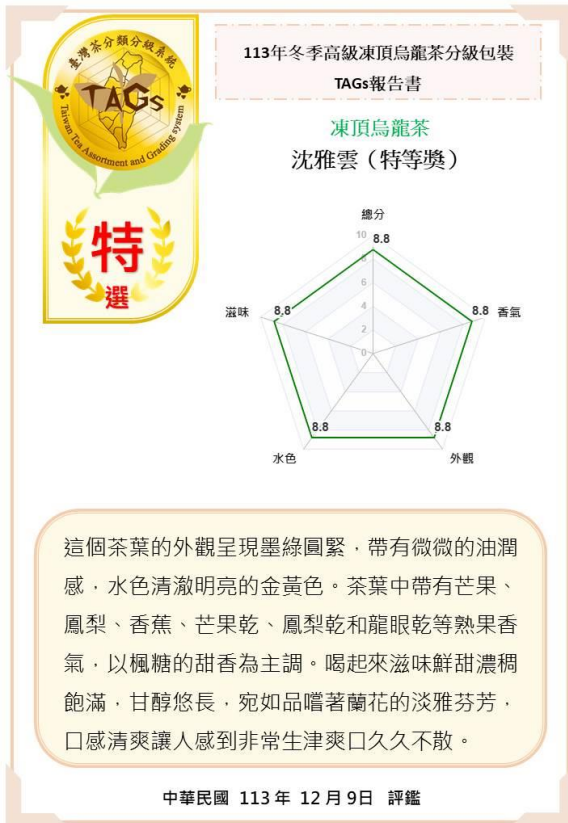 臺灣茶分類分級系統
TAGs
Taiwan Tea Assortment and Grading system
特
選
113年冬季高級凍頂烏龍茶分級包裝
TAGs報告書
凍頂烏龍茶
沈雅雲（特等獎）
總分
10
8.8
8
6
4
2
0
滋味
8.8
8.8
香氣
8.8
水色
8.8
外觀
這個茶葉的外觀呈現墨綠圓緊，帶有微微的油潤
感，水色清澈明亮的金黃色。茶葉中帶有芒果、
鳳梨、香蕉、芒果乾、鳳梨乾和龍眼乾等熟果香
氣，以楓糖的甜香為主調。喝起來滋味鮮甜濃稠
飽滿，甘醇悠長，宛如品嚐著蘭花的淡雅芬芳，
口感清爽讓人感到非常生津爽口久久不散。
中華民國 113 年 12 月 9日 評鑑